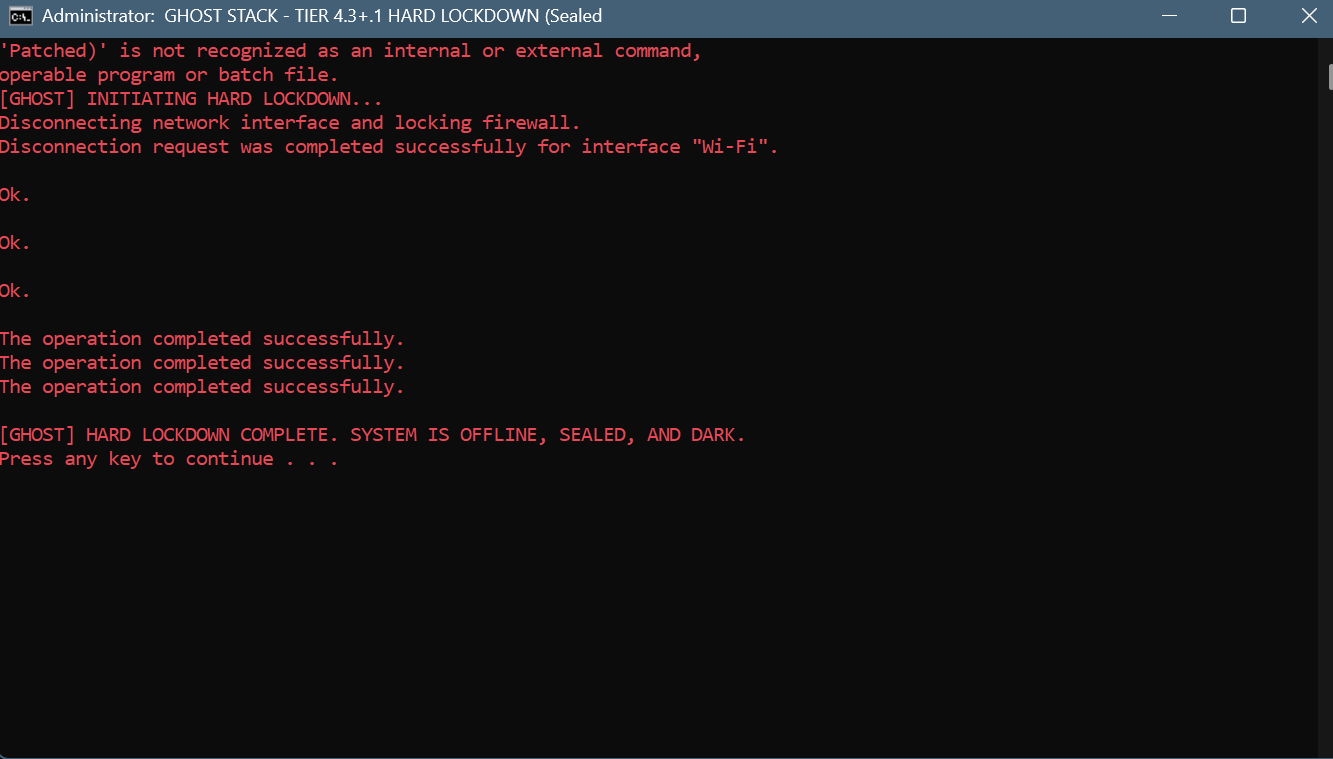 Administrator:  GHOST STACK - TIER 4.3+.1 HARD LOCKDOWN (Sealed
'Patched)' is not recognized as an internal or external command,
operable program or batch file.
[GHOST] INITIATING HARD LOCKDOWN...
Disconnecting network interface and locking firewall.
Disconnection request was completed successfully for interface "Wi-Fi".
Ok.
Ok.
Ok.
The operation completed successfully.
The operation completed successfully.
The operation completed successfully.
[GHOST] HARD LOCKDOWN COMPLETE. SYSTEM IS OFFLINE, SEALED, AND DARK.
Press any key to continue . . .